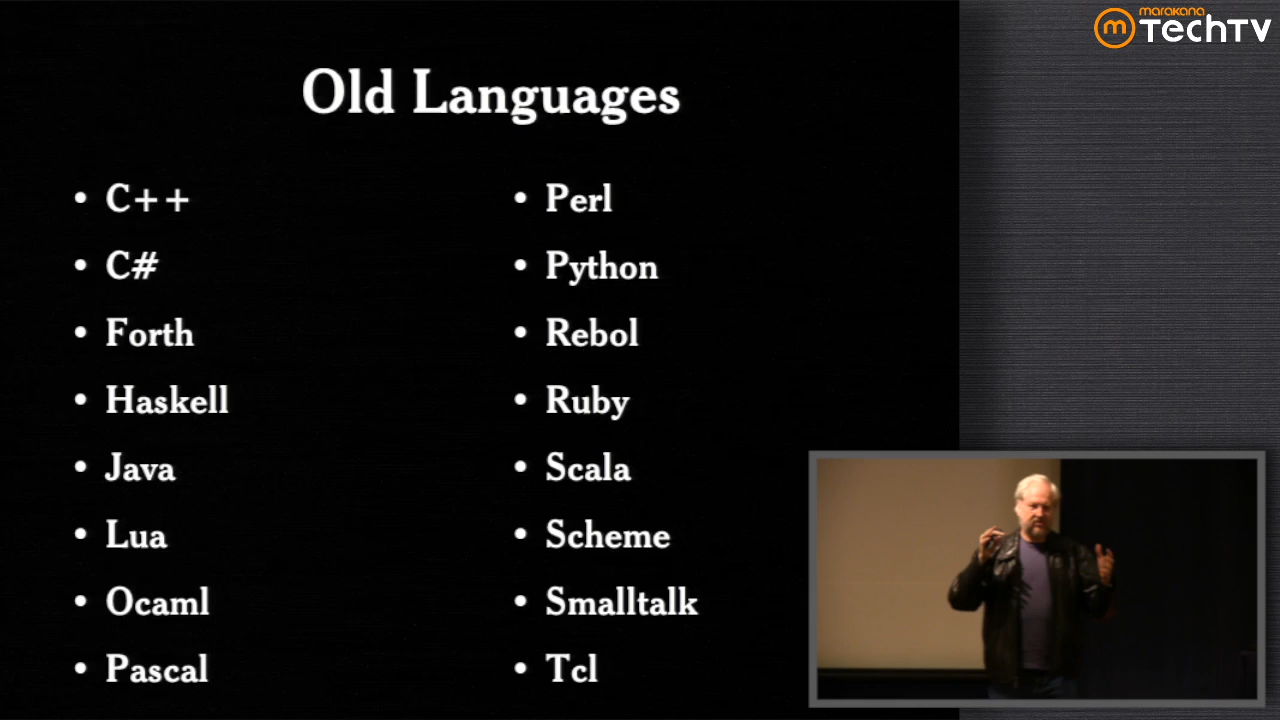 marakana
TechTV
Old Languages
• C++
• C#
• Forth
• Haskell
• Java
• Lua
• Ocaml
• Pascal
• Perl
• Python
• Rebol
• Ruby
• Scala
• Scheme
• Smalltalk
• Tcl